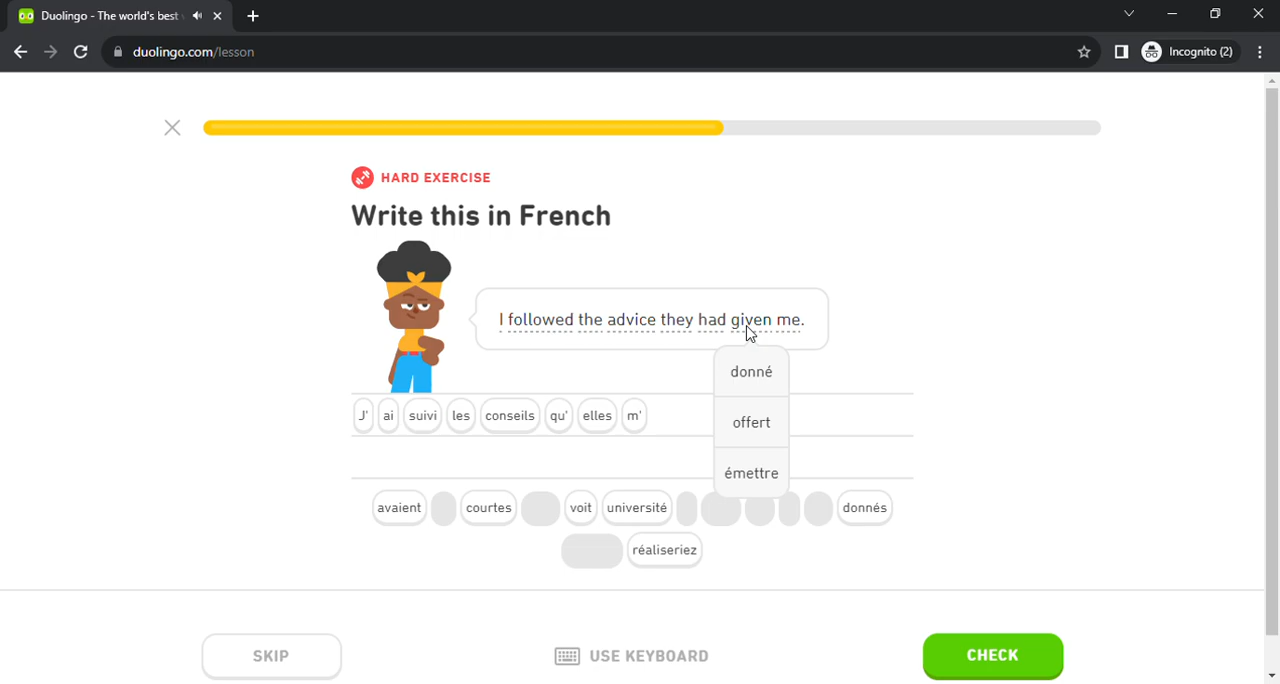 Duolingo - The world's best
duolingo.com/lesson
Incognito (2)
HARD EXERCISE
Write this in French
I followed the advice they had given me.
donné
offert
émettre
J' ai suivi les conseils qu' elles m'
avaient courtes voit université donnés
réaliseriez
SKIP
USE KEYBOARD
CHECK